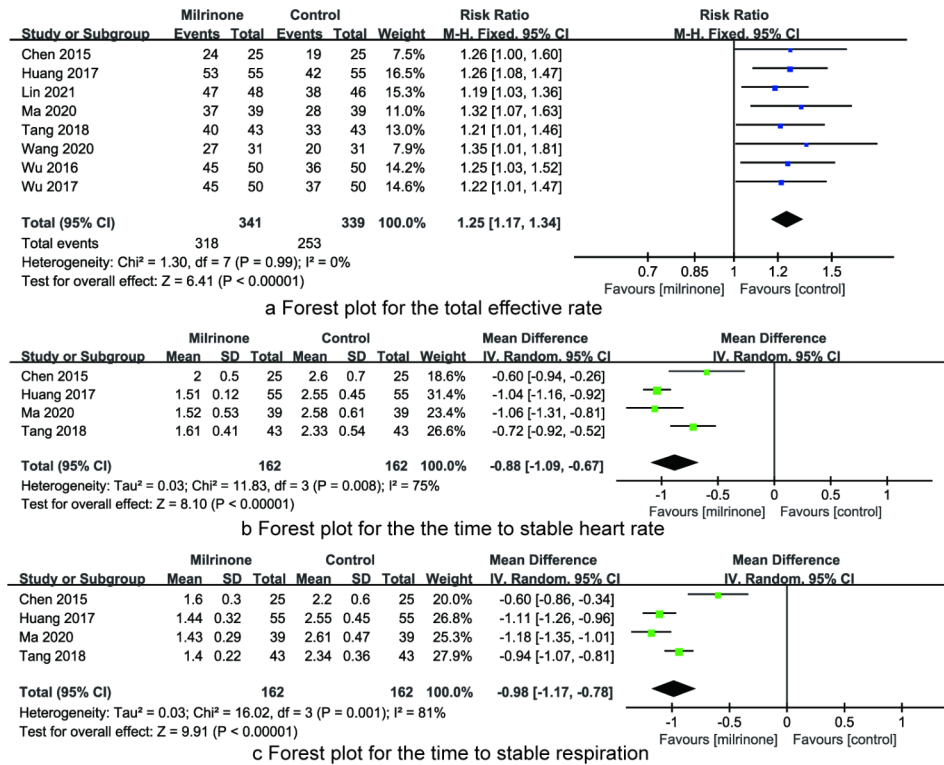 Milrinone Control Risk Ratio Risk Ratio
Study or Subgroup Events Total Events Total Weight M-H. Fixed. 95% CI M-H. Fixed. 95% CI
Chen 2015 24 25 19 25 7.5% 1.26 [1.00, 1.60]
Huang 2017 53 55 42 55 16.5% 1.26 [1.08, 1.47]
Lin 2021 47 48 38 46 15.3% 1.19 [1.03, 1.36]
Ma 2020 37 39 28 39 11.0% 1.32 [1.07, 1.63]
Tang 2018 40 43 33 43 13.0% 1.21 [1.01, 1.46]
Wang 2020 27 31 20 31 7.9% 1.35 [1.01, 1.81]
Wu 2016 45 50 36 50 14.2% 1.25 [1.03, 1.52]
Wu 2017 45 50 37 50 14.6% 1.22 [1.01, 1.47]
Total (95% CI) 341 339 100.0% 1.25 [1.17, 1.34]
Total events 318 253
Heterogeneity: Chi² = 1.30, df = 7 (P = 0.99); I² = 0%
Test for overall effect: Z = 6.41 (P < 0.00001)
0.7 0.85 1 1.2 1.5
Favours [milrinone] Favours [control]
a Forest plot for the total effective rate
Milrinone Control Mean Difference Mean Difference
Study or Subgroup Mean SD Total Mean SD Total Weight IV. Random. 95% CI IV. Random. 95% CI
Chen 2015 2 0.5 25 2.6 0.7 25 18.6% -0.60 [-0.94, -0.26]
Huang 2017 1.51 0.12 55 2.55 0.45 55 31.4% -1.04 [-1.16, -0.92]
Ma 2020 1.52 0.53 39 2.58 0.61 39 23.4% -1.06 [-1.31, -0.81]
Tang 2018 1.61 0.41 43 2.33 0.54 43 26.6% -0.72 [-0.92, -0.52]
Total (95% CI) 162 162 100.0% -0.88 [-1.09, -0.67]
Heterogeneity: Tau² = 0.03; Chi² = 11.83, df = 3 (P = 0.008); I² = 75%
Test for overall effect: Z = 8.10 (P < 0.00001)
-1 -0.5 0 0.5 1
Favours [milrinone] Favours [control]
b Forest plot for the the time to stable heart rate
Milrinone Control Mean Difference Mean Difference
Study or Subgroup Mean SD Total Mean SD Total Weight IV. Random. 95% CI IV. Random. 95% CI
Chen 2015 1.6 0.3 25 2.2 0.6 25 20.0% -0.60 [-0.86, -0.34]
Huang 2017 1.44 0.32 55 2.55 0.45 55 26.8% -1.11 [-1.26, -0.96]
Ma 2020 1.43 0.29 39 2.61 0.47 39 25.3% -1.18 [-1.35, -1.01]
Tang 2018 1.4 0.22 43 2.34 0.36 43 27.9% -0.94 [-1.07, -0.81]
Total (95% CI) 162 162 100.0% -0.98 [-1.17, -0.78]
Heterogeneity: Tau² = 0.03; Chi² = 16.02, df = 3 (P = 0.001); I² = 81%
Test for overall effect: Z = 9.91 (P < 0.00001)
-1 -0.5 0 0.5 1
Favours [milrinone] Favours [control]
c Forest plot for the time to stable respiration